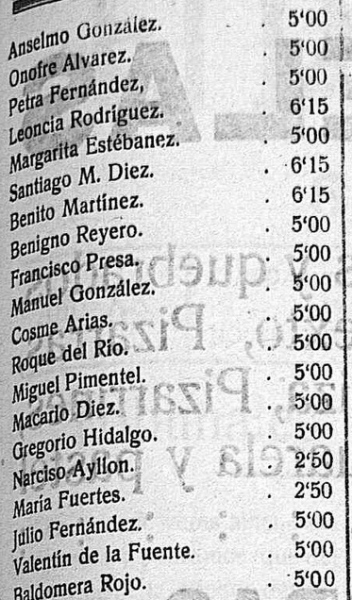 Anselmo González. . 5'00
Onofre Alvarez. . 5'00
Petra Fernández, . 5'00
Leoncia Rodríguez. . 6'15
Margarita Estébanez. . 5'00
Santiago M. Diez. . 6'15
Benito Martínez. . 6'15
Benigno Reyero. . 5'00
Francisco Presa. . 5'00
Manuel González. . 5'00
Cosme Arias. . 5'00
Roque del Río. . 5'00
Miguel Pimentel. . 5'00
Macario Diez. . 5'00
Gregorio Hidalgo. . 5'00
Narciso Ayllon. . 2'50
María Fuertes. . 2'50
Julio Fernández. . 5'00
Valentín de la Fuente. . 5'00
Baldomera Rojo. . 5'00